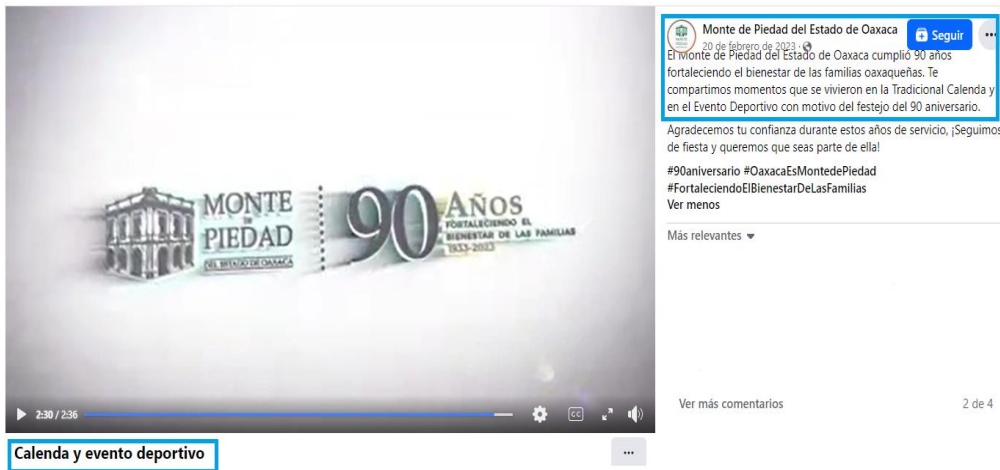 MONTE
DE
PIEDAD
DEL ESTADO DE OAXACA
90 AÑOS
FORTALECIENDO EL
BIENESTAR DE LAS FAMILIAS
1933-2023
2:30 / 2:36
CC
Calenda y evento deportivo
Monte de Piedad del Estado de Oaxaca
Seguir
20 de febrero de 2023
El Monte de Piedad del Estado de Oaxaca cumplió 90 años
fortaleciendo el bienestar de las familias oaxaqueñas. Te
compartimos momentos que se vivieron en la Tradicional Calenda y
en el Evento Deportivo con motivo del festejo del 90 aniversario.
Agradecemos tu confianza durante estos años de servicio, ¡Seguimos
de fiesta y queremos que seas parte de ella!
#90aniversario #OaxacaEsMontedePiedad
#FortaleciendoElBienestarDeLasFamilias
Ver menos
Más relevantes
Ver más comentarios
2 de 4